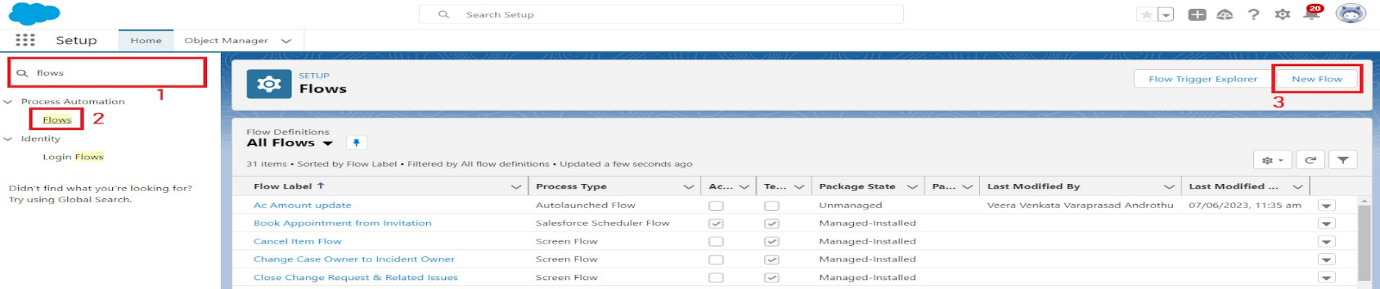 Search Setup
20
Setup Home Object Manager
flows
1
Process Automation
Flows 2
Identity
Login Flows
Didn't find what you're looking for?
Try using Global Search.
SETUP
Flows
Flow Trigger Explorer New Flow
3
Flow Definitions
All Flows
31 items • Sorted by Flow Label • Filtered by All flow definitions • Updated a few seconds ago
Flow Label ↑ Process Type Ac... Te... Package State Pa... Last Modified By Last Modified ...
Ac Amount update Autolaunched Flow Unmanaged Veera Venkata Varaprasad Androthu 07/06/2023, 11:35 am
Book Appointment from Invitation Salesforce Scheduler Flow Managed-Installed
Cancel Item Flow Screen Flow Managed-Installed
Change Case Owner to Incident Owner Screen Flow Managed-Installed
Close Change Request & Related Issues Screen Flow Managed-Installed